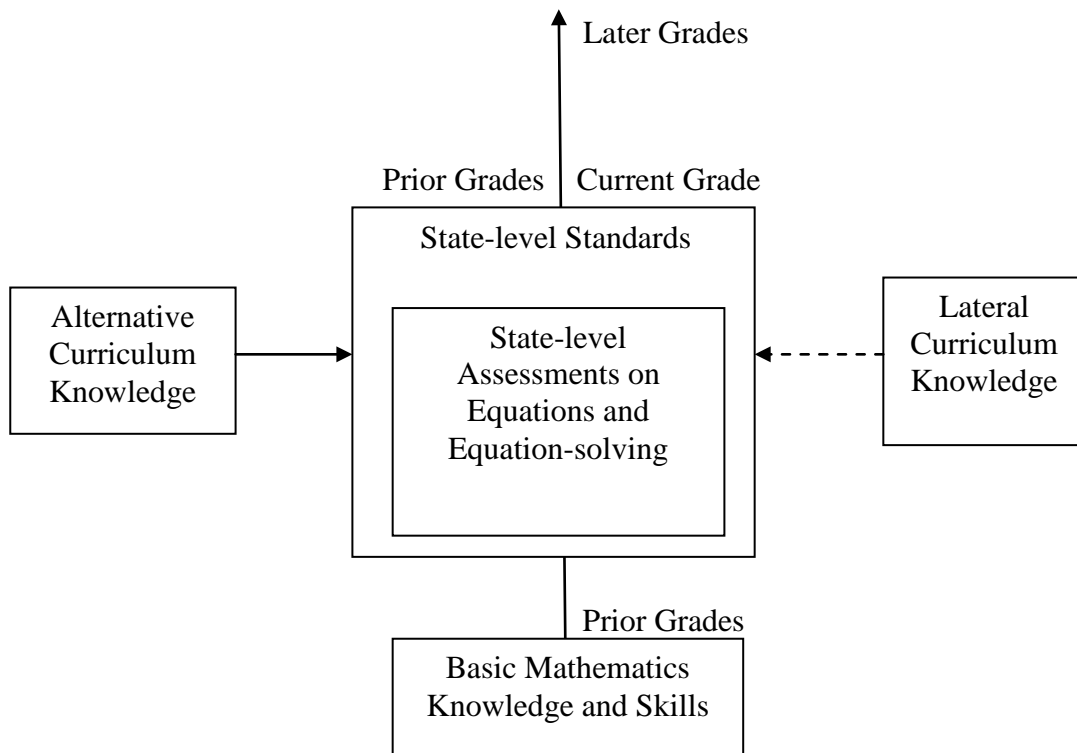 Later Grades
Prior Grades
Current Grade
State-level Standards
Alternative
Curriculum
Knowledge
State-level
Assessments on
Equations and
Equation-solving
Lateral
Curriculum
Knowledge
Prior Grades
Basic Mathematics
Knowledge and Skills